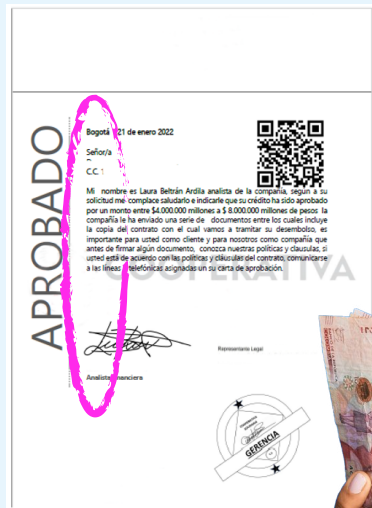 APROBADO
Bogotá 21 de enero 2022
Señor/a
C.C.
Mi nombre es Laura Beltrán Ardila analista de la compañía, según a su
solicitud me complace saludarlo e indicarle que su crédito ha sido aprobado
por un monto entre $4.000.000 millones a $ 8.000.000 millones de pesos la
compañía le ha enviado una serie de documentos entre los cuales incluye
la copia del contrato con el cual vamos a tramitar su desembolso, es
importante para usted como cliente y para nosotros como compañía que
antes de firmar algún documento, conozca nuestras políticas y clausulas, si
usted está de acuerdo con las políticas y cláusulas del contrato, comunicarse
a las líneas telefónicas asignadas un su carta de aprobación.
COOPERATIVA
Representante Legal
Analista Financiera
GERENCIA